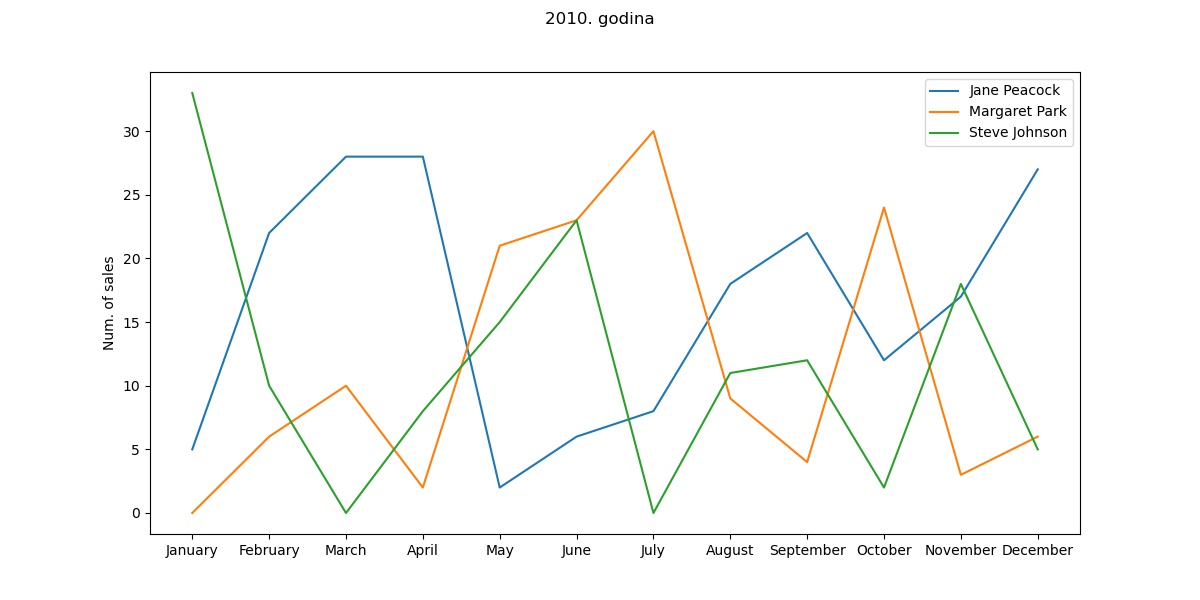 2010. godina
Jane Peacock
Margaret Park
Steve Johnson
Num. of sales
30
25
20
15
10
5
0
January February March April May June July August September October November December